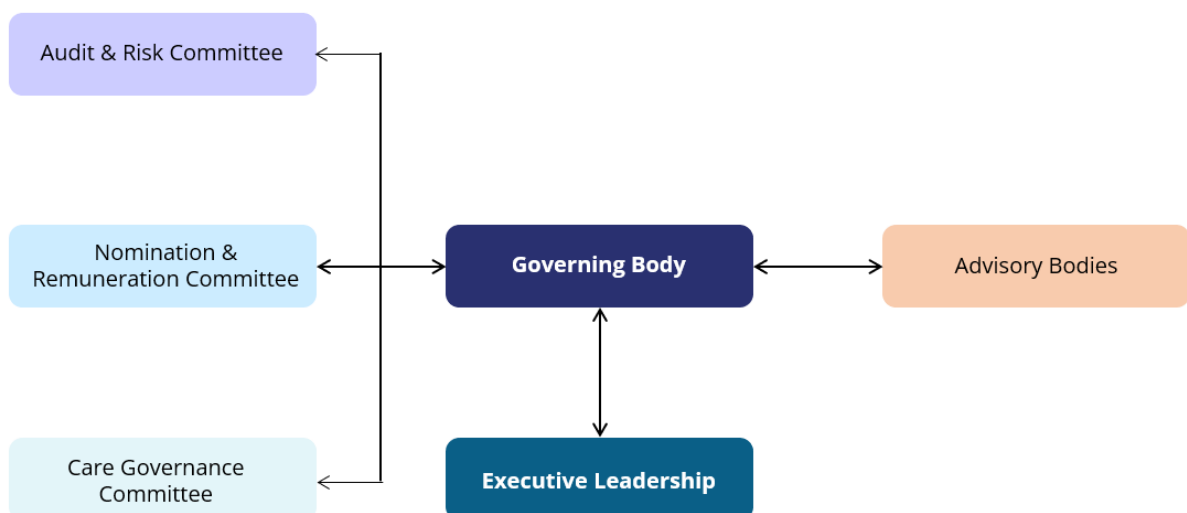 Audit & Risk Committee
Nomination &
Remuneration Committee
Governing Body
Advisory Bodies
Care Governance
Committee
Executive Leadership